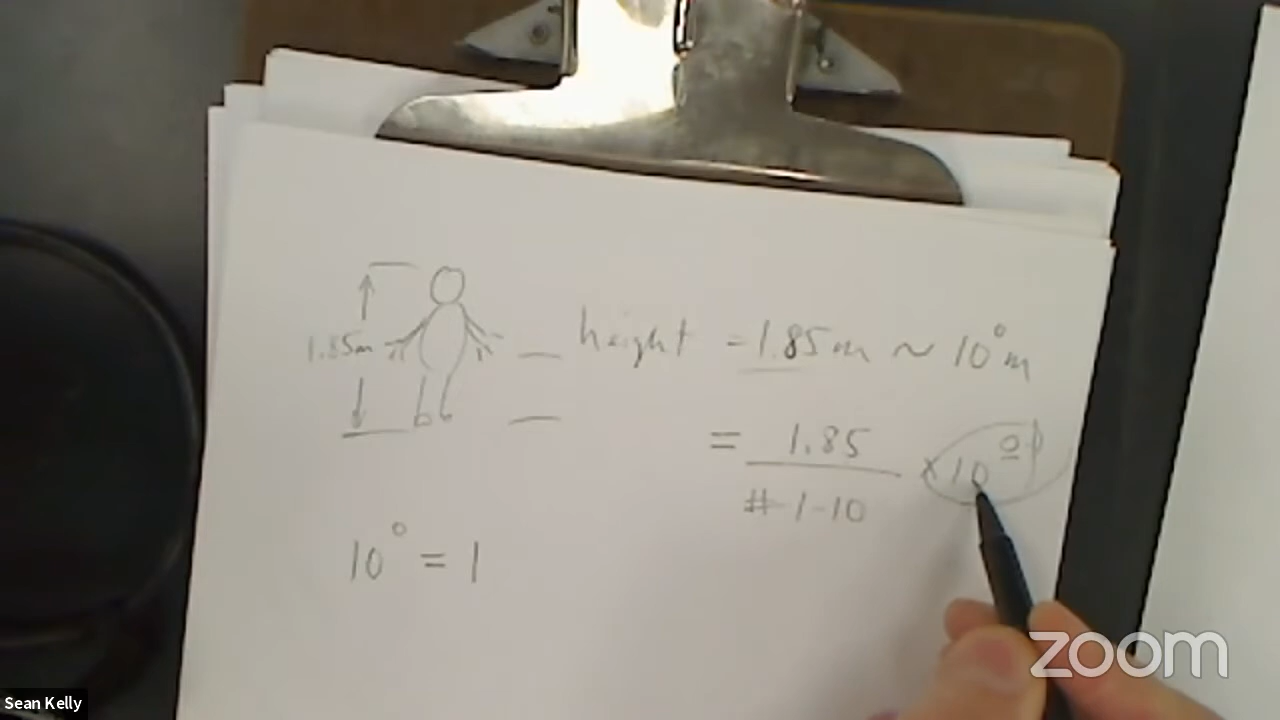 1.85m
height = 1.85m ~ 10⁰m
= 1.85 × 10⁰
# 1-10
10⁰ = 1
zoom
Sean Kelly